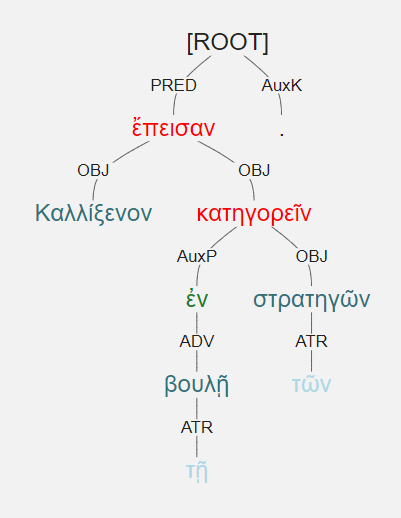 [ROOT]
PRED AuxK
ἔπεισαν .
OBJ OBJ
Καλλίξενον κατηγορεῖν
AuxP OBJ
ἐν στρατηγῶν
ADV ATR
βουλῇ τῶν
ATR
τῇ